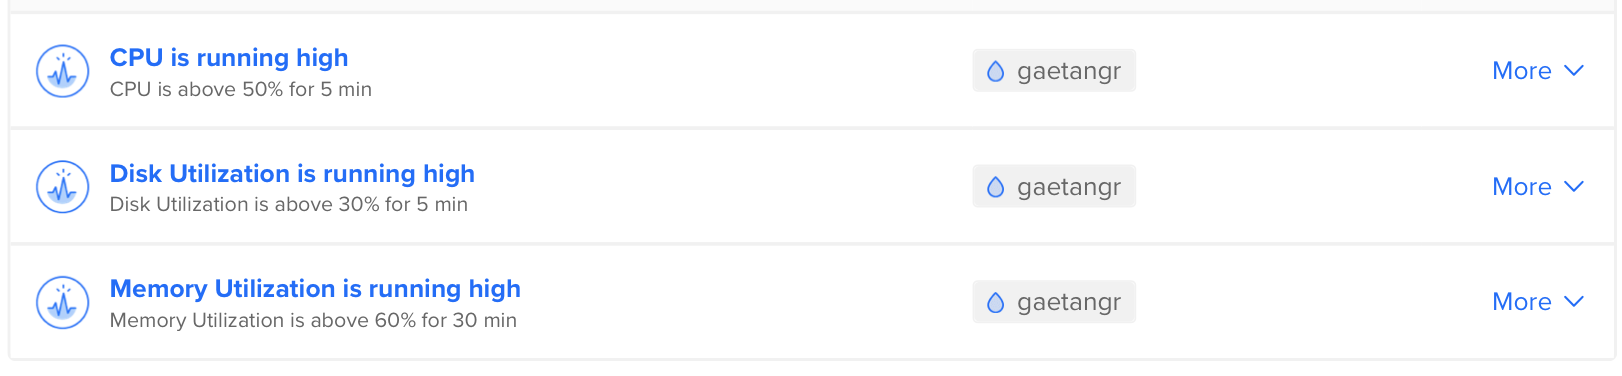 CPU is running high
CPU is above 50% for 5 min
gaetangr
More
Disk Utilization is running high
Disk Utilization is above 30% for 5 min
gaetangr
More
Memory Utilization is running high
Memory Utilization is above 60% for 30 min
gaetangr
More